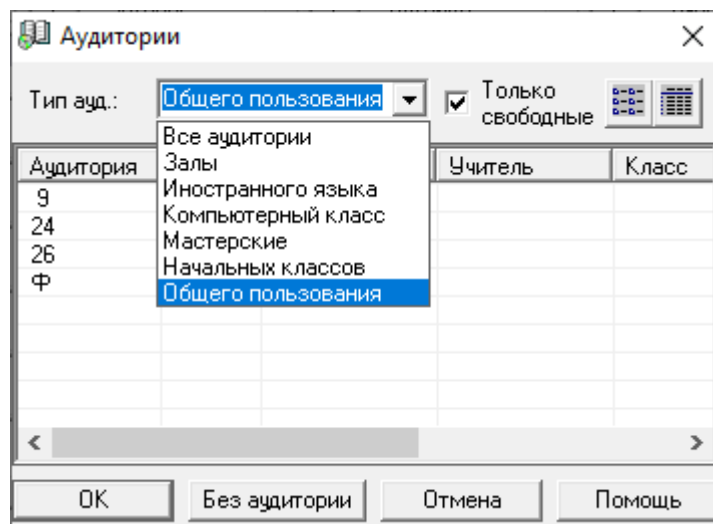 Аудитории
Тип ауд.: Общего пользования Только свободные
Все аудитории
Залы
Иностранного языка
Компьютерный класс
Мастерские
Начальных классов
Общего пользования
Аудитория Учитель Класс
9
24
26
Ф
ОК Без аудитории Отмена Помощь